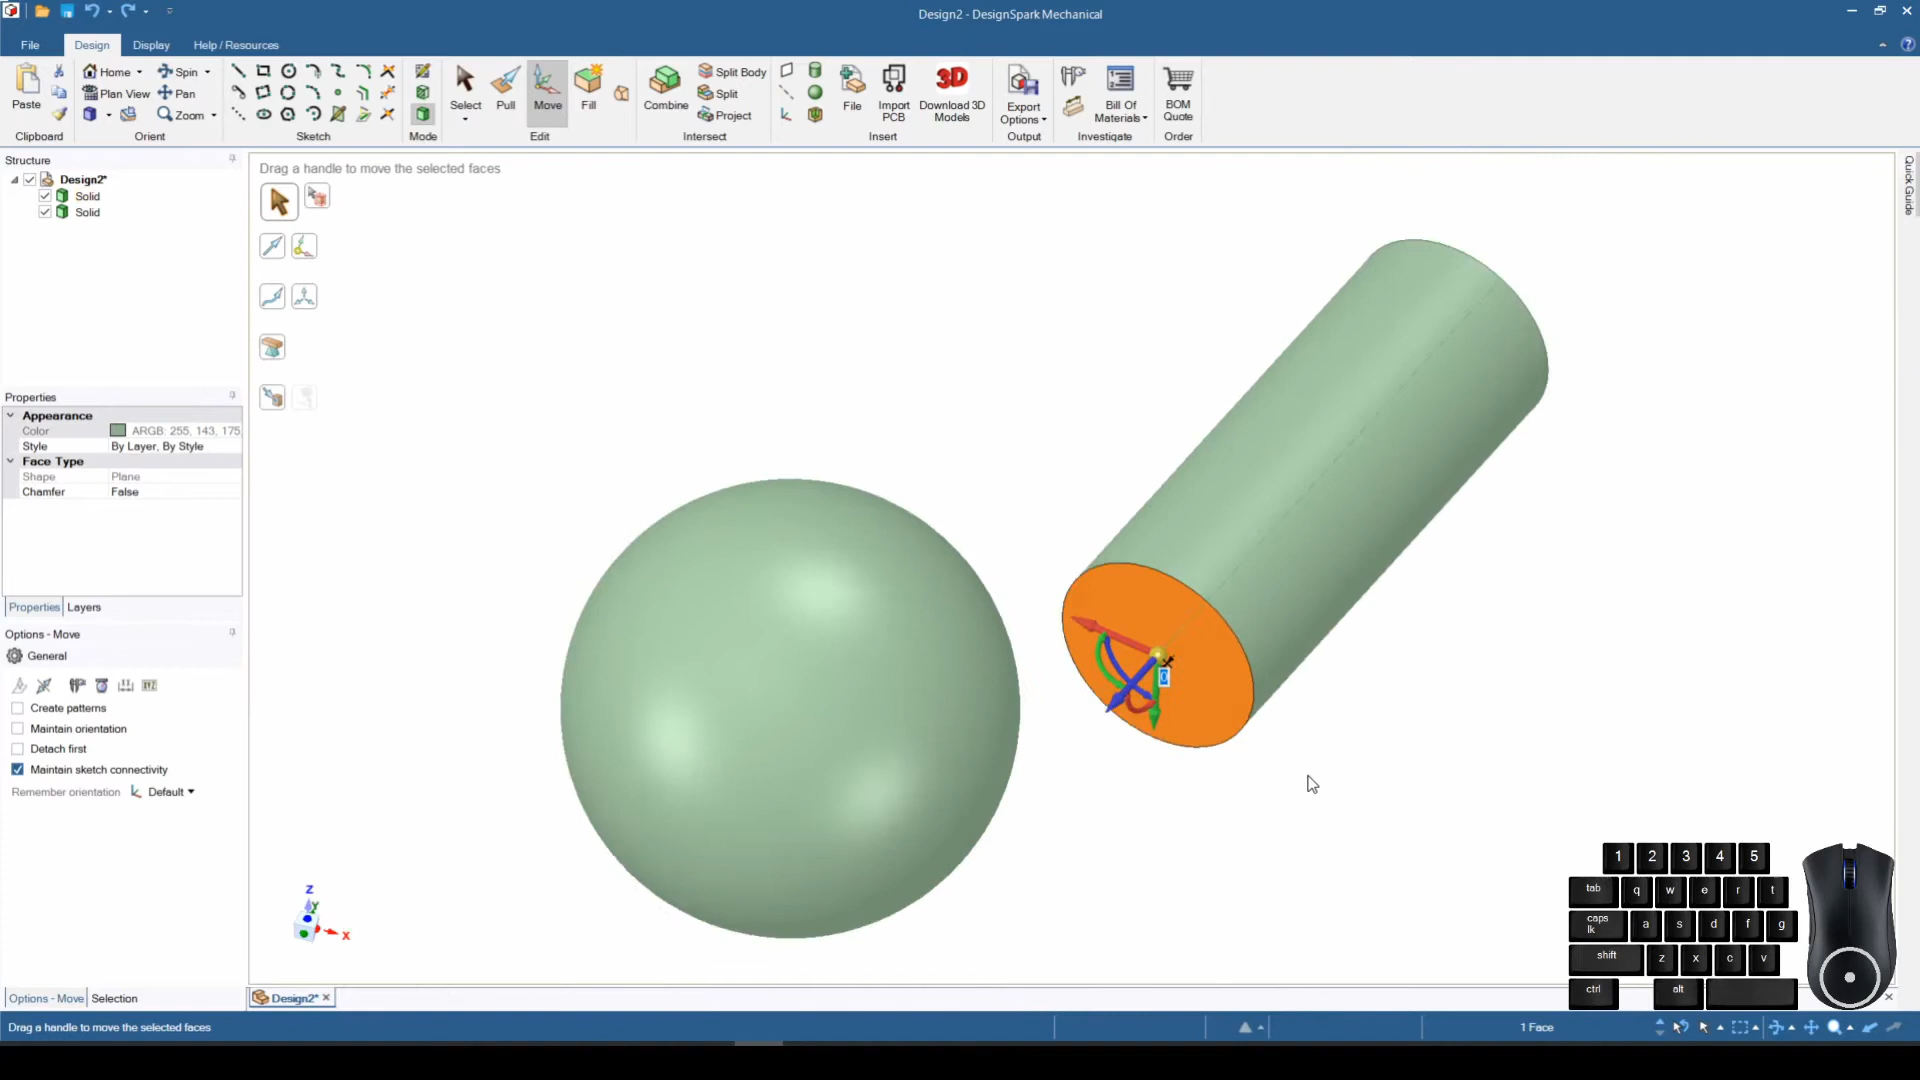 Design2 - DesignSpark Mechanical
File Design Display Help / Resources
Paste
Home
Plan View
Spin
Pan
Zoom
Select
Pull
Move
Fill
Combine
Split Body
Split
Project
File
Import PCB
Download 3D Models
Export Options
Bill Of Materials
BOM Quote
3D
Clipboard Orient Sketch Mode Edit Intersect Insert Output Investigate Order
Structure
Design2*
Solid
Solid
Drag a handle to move the selected faces
Quick Guide
Properties
Appearance
Color ARGB: 255, 143, 175,
Style By Layer, By Style
Face Type
Shape Plane
Chamfer False
Properties Layers
Options - Move
General
XYZ
Create patterns
Maintain orientation
Detach first
Maintain sketch connectivity
Remember orientation Default
0
Z
Y
X
1 2 3 4 5
tab q w e r t
caps lk a s d f g
shift z x c v
ctrl alt
Options - Move Selection
Design2*
Drag a handle to move the selected faces
1 Face